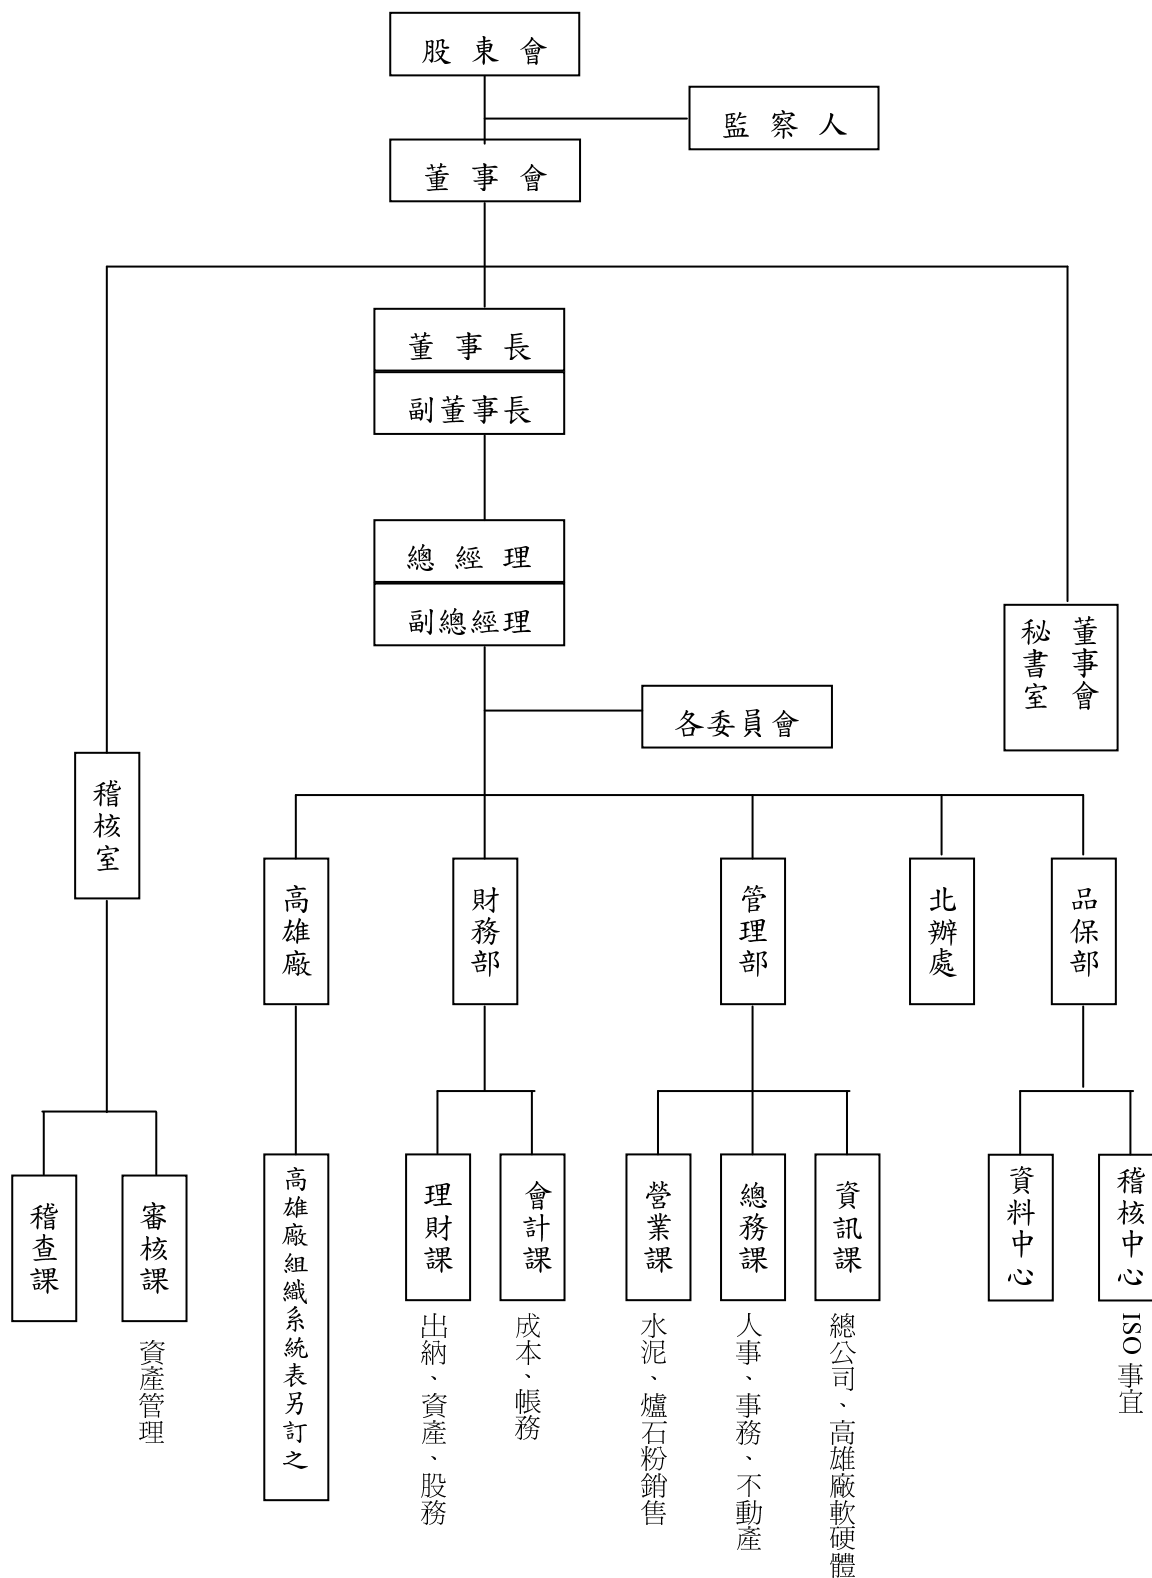 股東會
監察人
董事會
董事長
副董事長
總經理
副總經理
董事會
秘書室
各委員會
稽核室
高雄廠
財務部
管理部
北辦處
品保部
稽查課
審核課
資產管理
高雄廠組織系統表另訂之
理財課
出納、資產、股務
會計課
成本、帳務
營業課
水泥、爐石粉銷售
總務課
人事、事務、不動產
資訊課
總公司、高雄廠軟硬體
資料中心
稽核中心
ISO 事宜